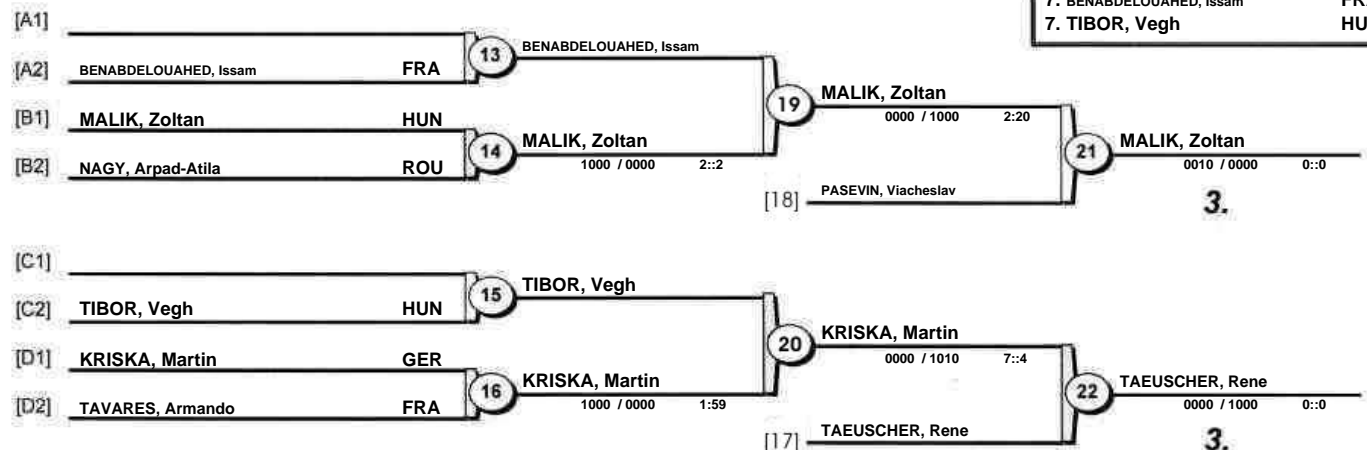 7. BENABDELOUAHED, Issam FR
7. TIBOR, Vegh HU
[A1]
13 BENABDELOUAHED, Issam
[A2] BENABDELOUAHED, Issam FRA
19 MALIK, Zoltan
0000 / 1000 2:20
[B1] MALIK, Zoltan HUN
14 MALIK, Zoltan
1000 / 0000 2::2
21 MALIK, Zoltan
0010 / 0000 0::0
[B2] NAGY, Arpad-Atila ROU
[18] PASEVIN, Viacheslav
3.
[C1]
15 TIBOR, Vegh
[C2] TIBOR, Vegh HUN
20 KRISKA, Martin
0000 / 1010 7::4
[D1] KRISKA, Martin GER
16 KRISKA, Martin
1000 / 0000 1:59
22 TAEUSCHER, Rene
0000 / 1000 0::0
[D2] TAVARES, Armando FRA
[17] TAEUSCHER, Rene
3.